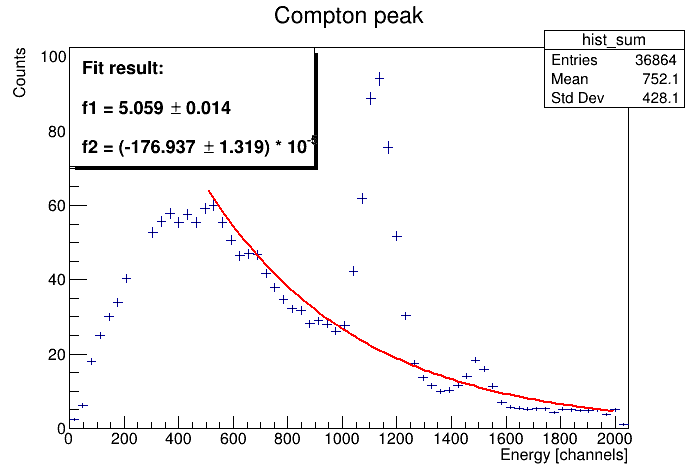 Compton peak
hist_sum
Entries 36864
Mean 752.1
Std Dev 428.1
Counts
100
80
60
40
20
0
Fit result:
f1 = 5.059 ± 0.014
f2 = (-176.937 ± 1.319) * 10
0 200 400 600 800 1000 1200 1400 1600 1800 2000
Energy [channels]